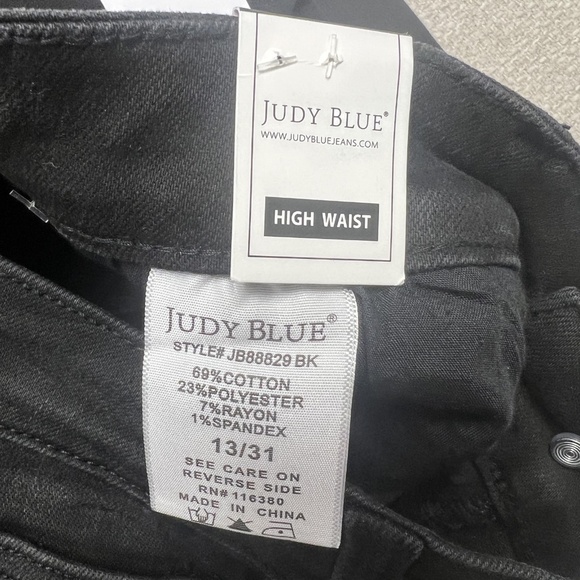 JUDY BLUE®
WWW.JUDYBLUEJEANS.COM
HIGH WAIST
JUDY BLUE®
STYLE# JB88829 BK
69%COTTON
23%POLYESTER
7%RAYON
1%SPANDEX
13/31
SEE CARE ON
REVERSE SIDE
RN# 116380
MADE IN CHINA